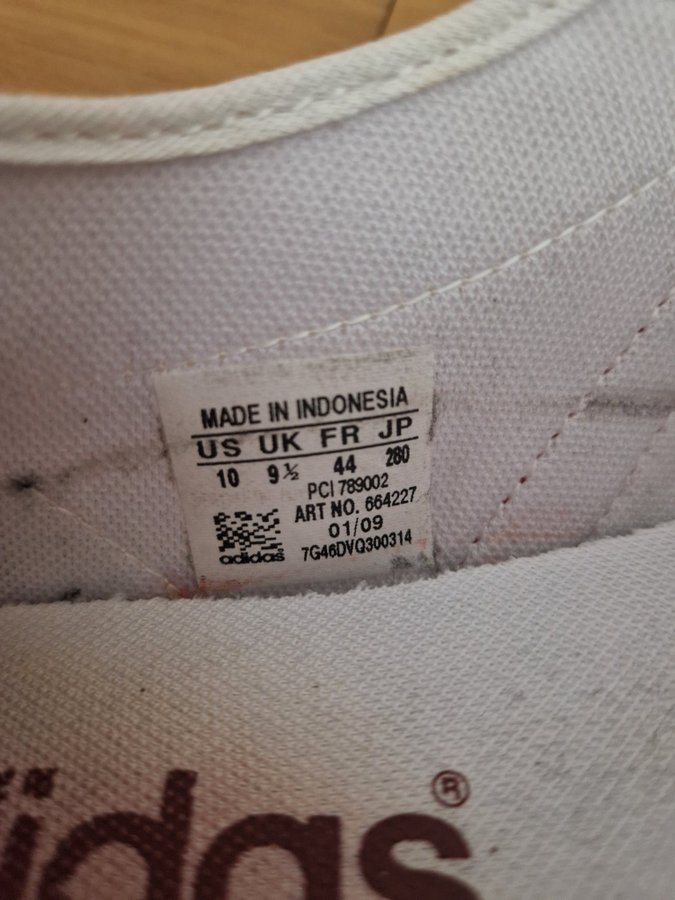 MADE IN INDONESIA
US UK FR JP
10 9½ 44 280
PCI 789002
ART NO. 664227
01/09
adidas 7G46DVQ300314
adidas®